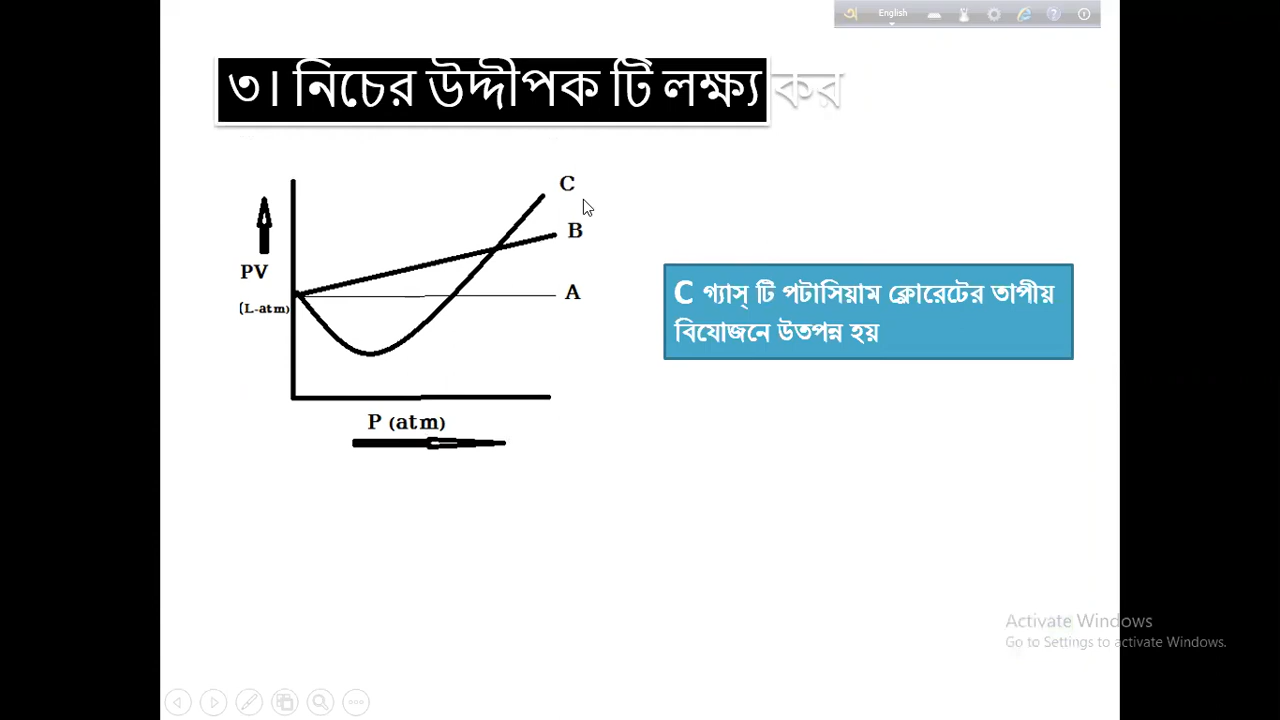 English
৩। নিচের উদ্দীপক টি লক্ষ্য কর
C
B
PV
(L-atm)
A
P (atm)
C গ্যাস্ টি পটাসিয়াম ক্লোরেটের তাপীয়
বিযোজনে উতপন্ন হয়
Activate Windows
Go to Settings to activate Windows.